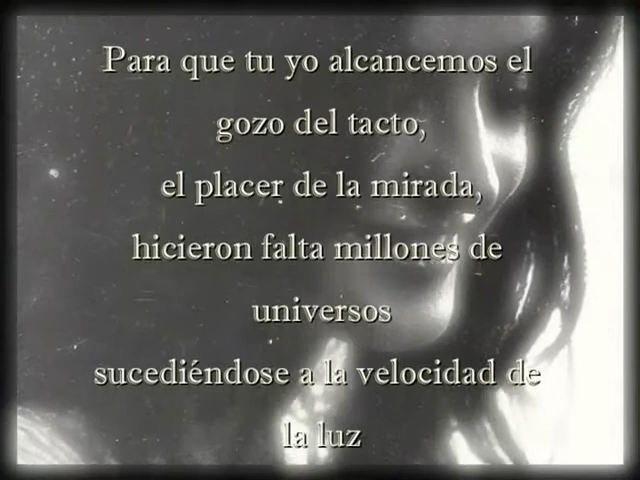 Para que tu yo alcancemos el
gozo del tacto,
el placer de la mirada,
hicieron falta millones de
universos
sucediéndose a la velocidad de
la luz